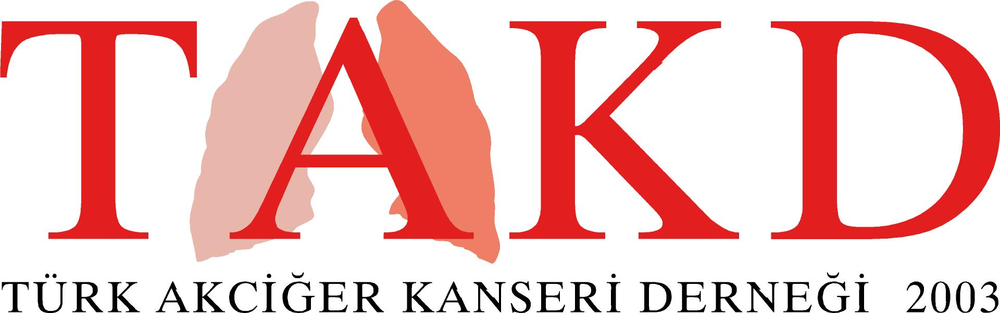 TAKD
TÜRK AKCİĞER KANSERİ DERNEĞİ 2003